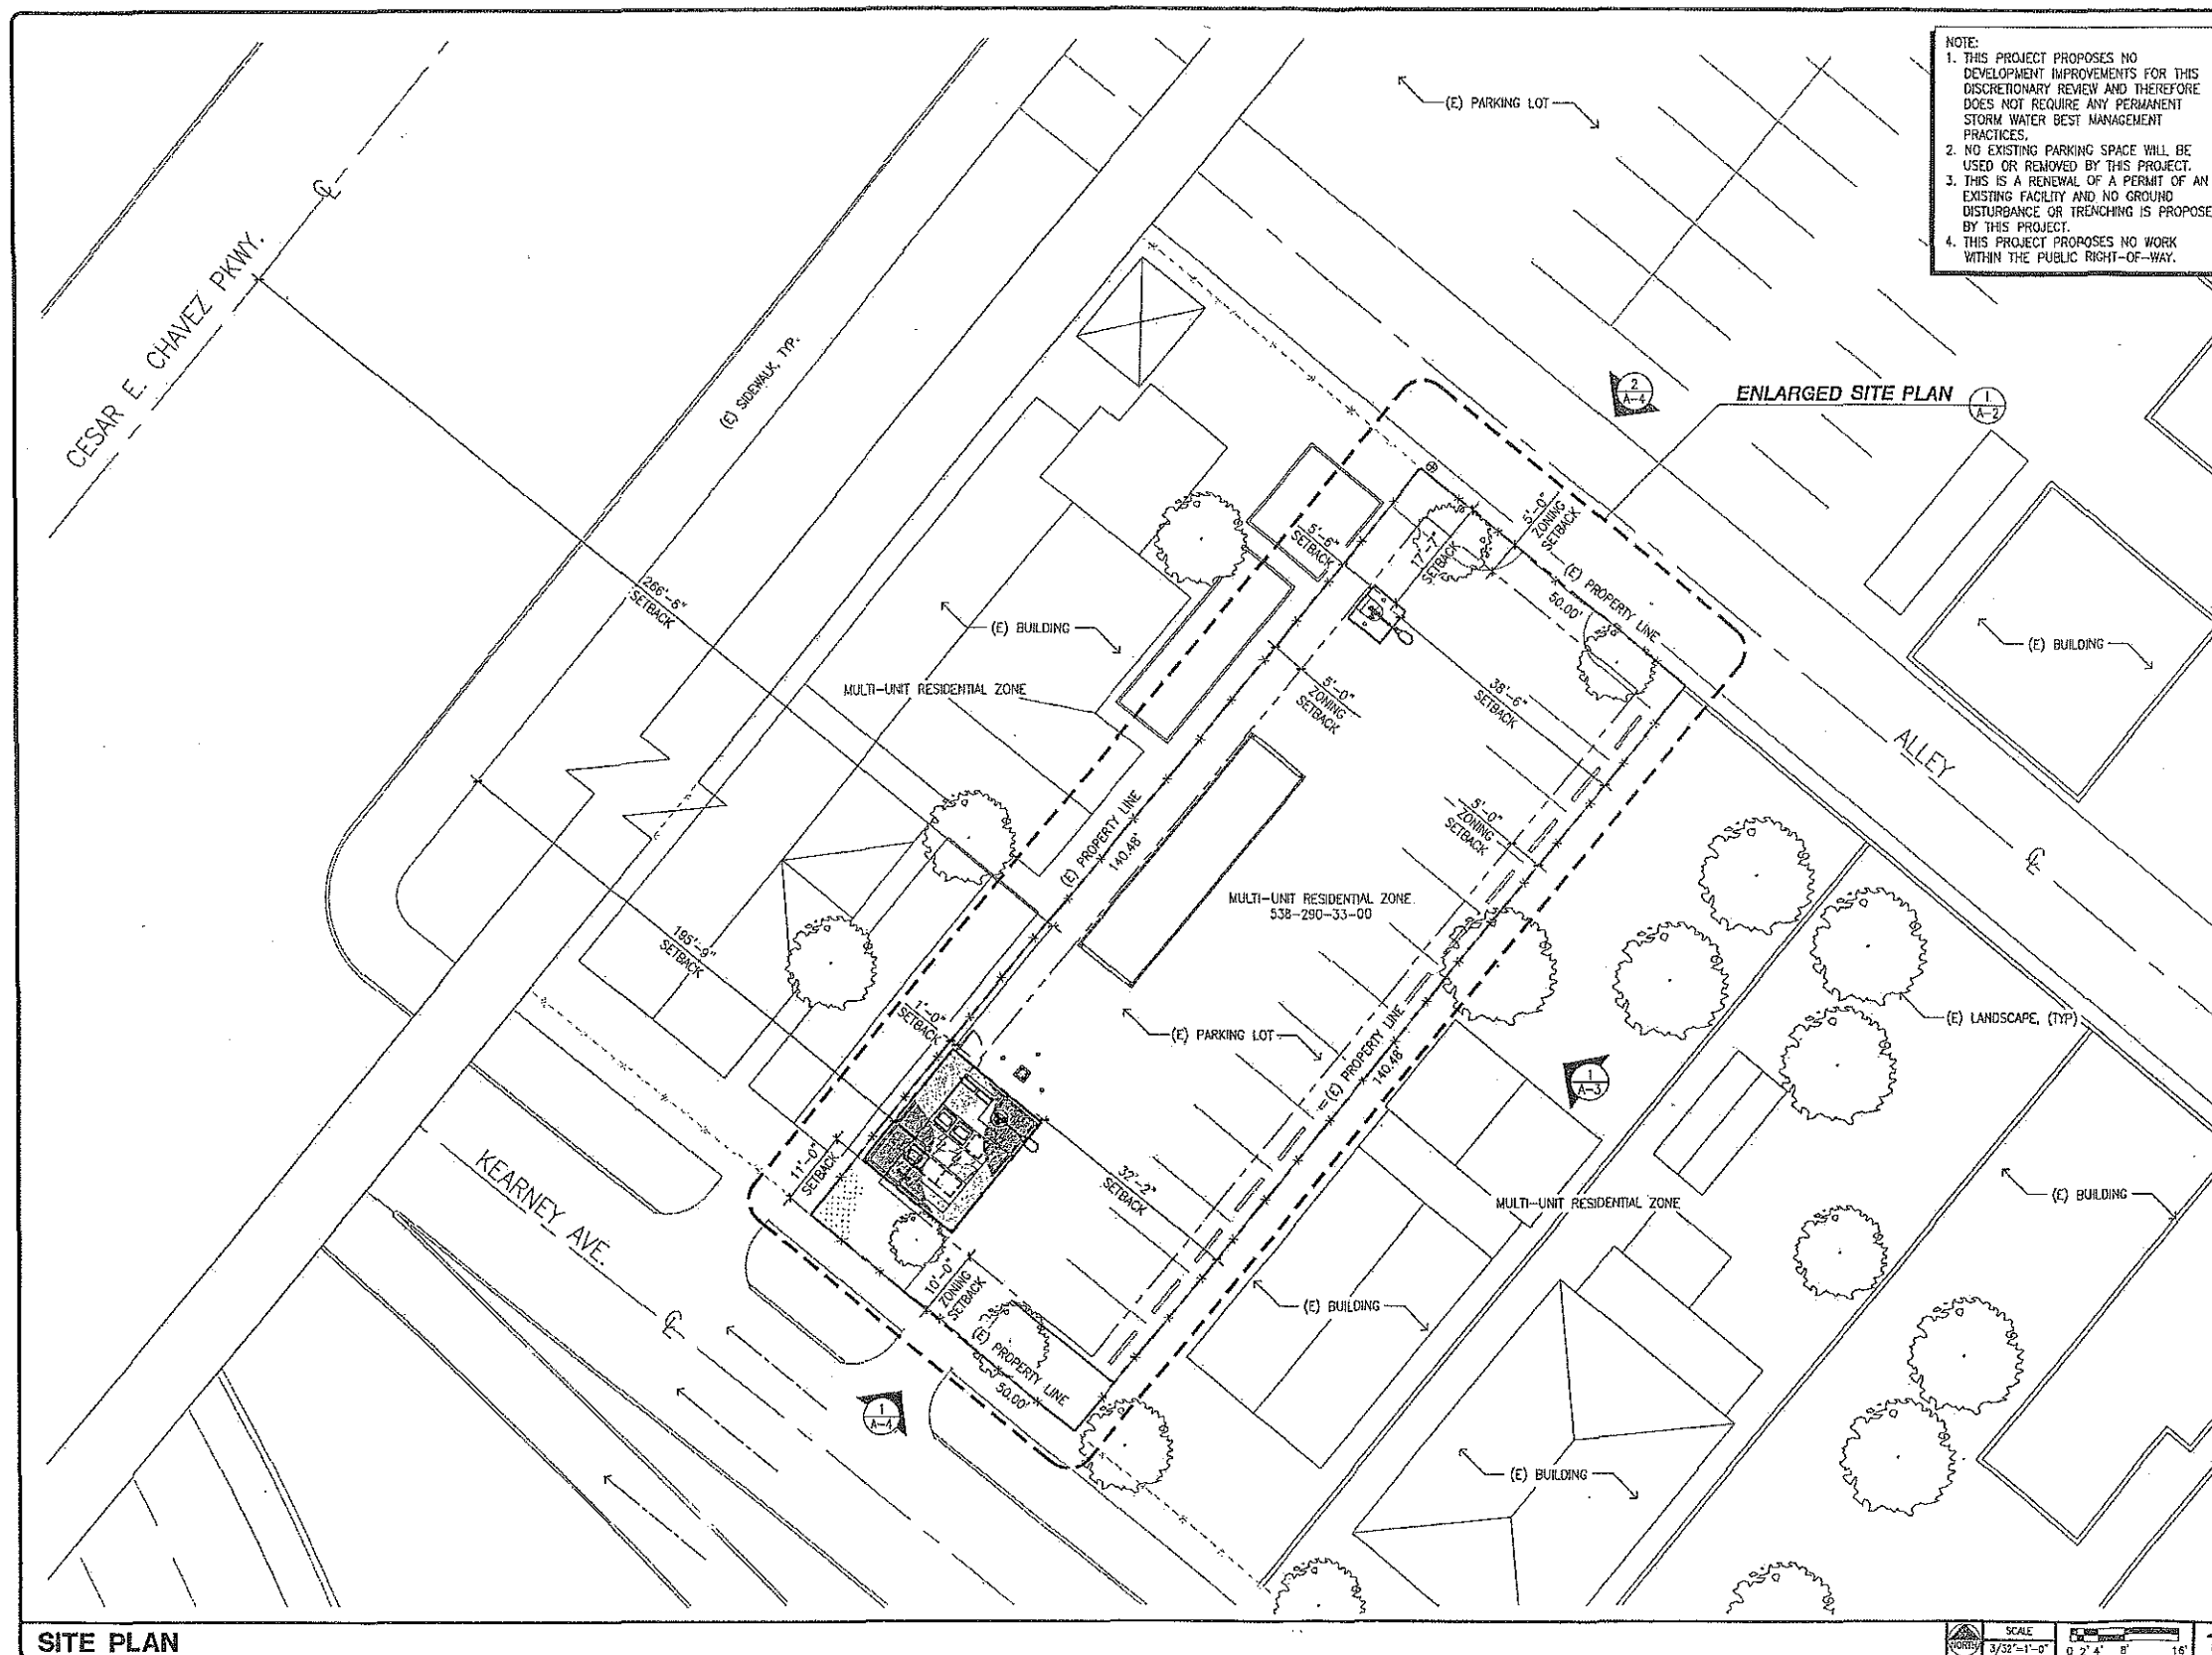 NOTE:
1. THIS PROJECT PROPOSES NO
DEVELOPMENT IMPROVEMENTS FOR THIS
DISCRETIONARY REVIEW AND THEREFORE
DOES NOT REQUIRE ANY PERMANENT
STORM WATER BEST MANAGEMENT
PRACTICES.
2. NO EXISTING PARKING SPACE WILL BE
USED OR REMOVED BY THIS PROJECT.
3. THIS IS A RENEWAL OF A PERMIT OF AN
EXISTING FACILITY AND NO GROUND
DISTURBANCE OR TRENCHING IS PROPOSE
BY THIS PROJECT.
4. THIS PROJECT PROPOSES NO WORK
WITHIN THE PUBLIC RIGHT-OF-WAY.
(E) PARKING LOT
CESAR E. CHAVEZ PKWY.
(E) SIDEWALK, TYP.
2
A-4
ENLARGED SITE PLAN
1
A-2
5'-6"
SETBACK
17'-7"
SETBACK
5'-0"
ZONING
SETBACK
(E) PROPERTY LINE
50.00'
266'-6"
SETBACK
(E) BUILDING
(E) BUILDING
MULTI-UNIT RESIDENTIAL ZONE
5'-0"
ZONING
SETBACK
38'-6"
SETBACK
ALLEY
5'-0"
ZONING
SETBACK
(E) PROPERTY LINE
140.48'
MULTI-UNIT RESIDENTIAL ZONE
538-290-33-00
195'-9"
SETBACK
1'-0"
SETBACK
(E) PARKING LOT
(E) PROPERTY LINE
140.48'
(E) LANDSCAPE, (TYP)
1
A-3
11'-0"
SETBACK
32'-2"
SETBACK
MULTI-UNIT RESIDENTIAL ZONE
(E) BUILDING
KEARNEY AVE.
10'-0"
ZONING
SETBACK
(E) PROPERTY LINE
50.00'
(E) BUILDING
1
A-4
(E) BUILDING
SITE PLAN
NORTH
SCALE
3/32"=1'-0"
0 2' 4' 8' 16'